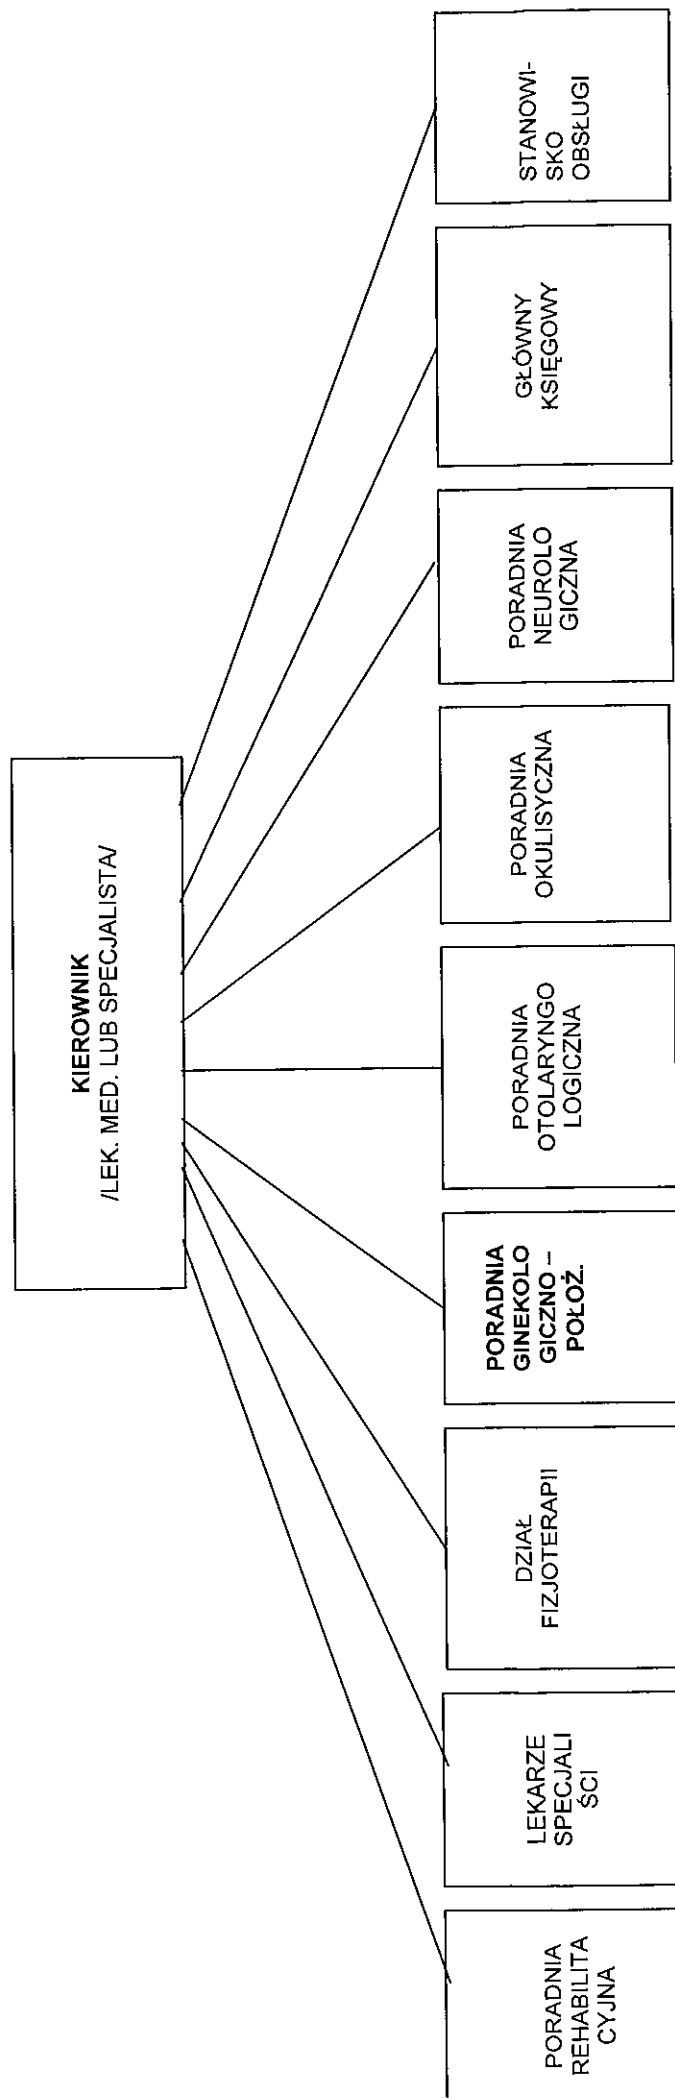 KIEROWNIK
/LEK. MED. LUB SPECJALISTA/
PORADNIA
REHABILITA
CYJNA
LEKARZE
SPECJALI
ŚCI
DZIAŁ
FIZJOTERAPII
PORADNIA
GINEKOLO
GICZNO –
POŁOŻ.
PORADNIA
OTOLARYNGO
LOGICZNA
PORADNIA
OKULISYCZNA
PORADNIA
NEUROLO
GICZNA
GŁÓWNY
KSIĘGOWY
STANOWI-
SKO
OBSŁUGI